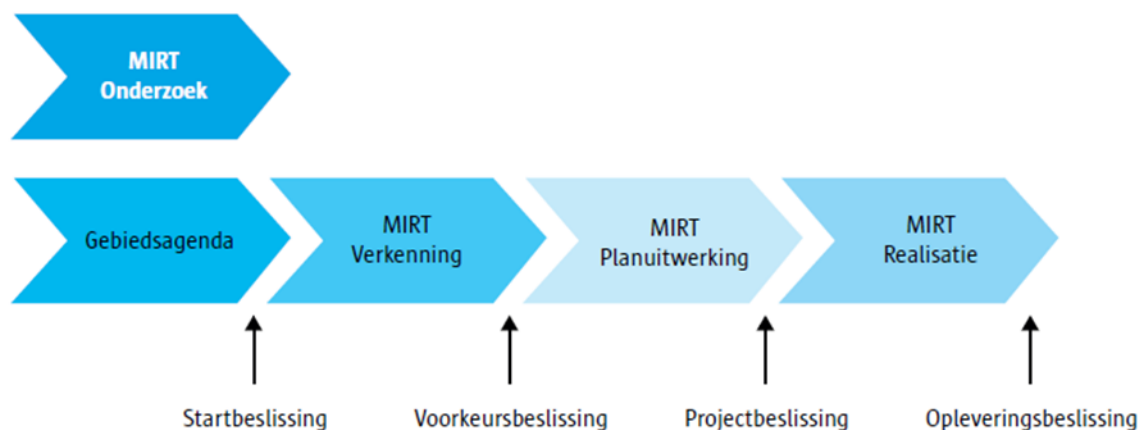 MIRT
Onderzoek
Gebiedsagenda
MIRT
Verkenning
MIRT
Planuitwerking
MIRT
Realisatie
Startbeslissing
Voorkeursbeslissing
Projectbeslissing
Opleveringsbeslissing